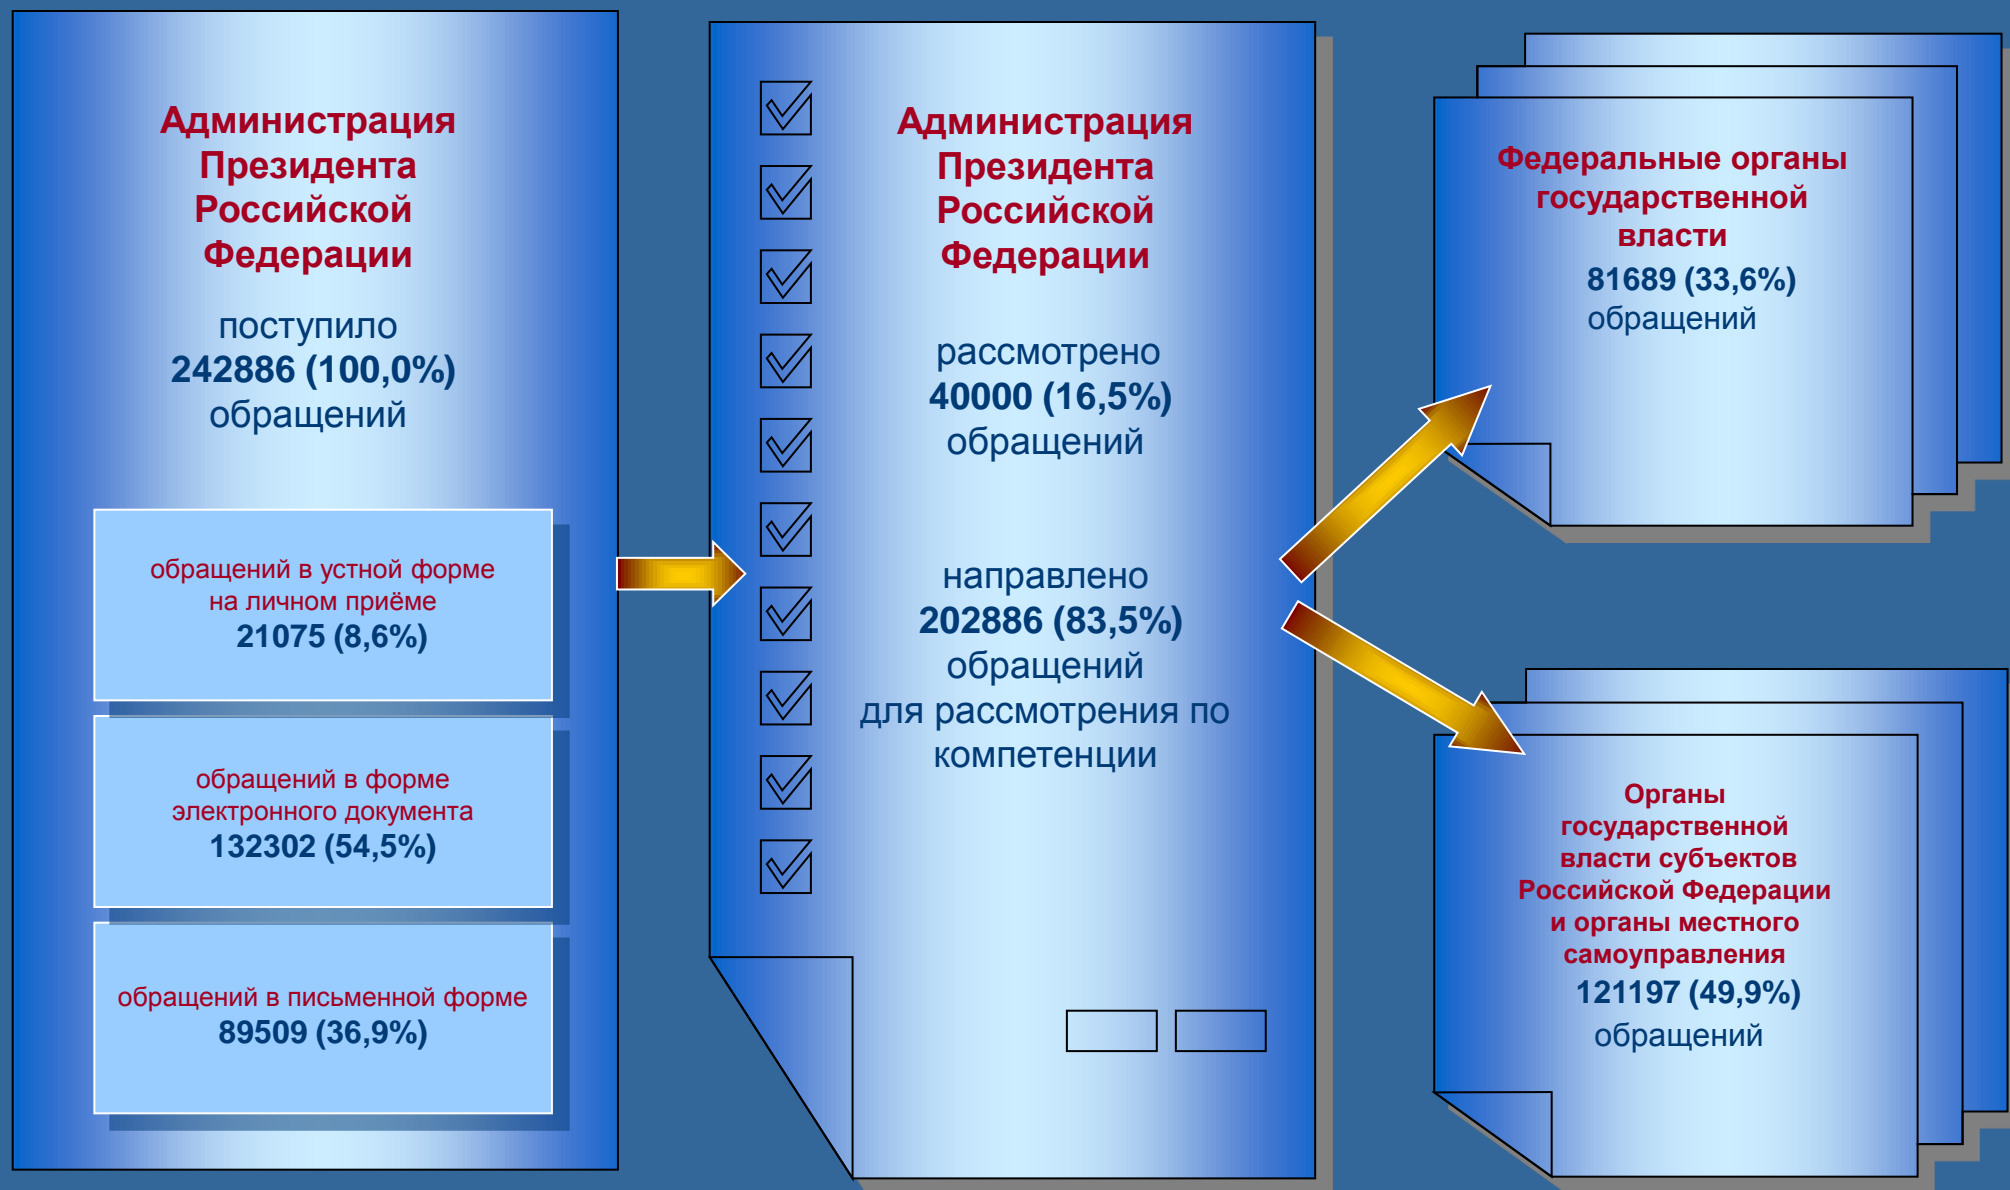 Администрация
Президента
Российской
Федерации
поступило
242886 (100,0%)
обращений
обращений в устной форме
на личном приёме
21075 (8,6%)
обращений в форме
электронного документа
132302 (54,5%)
обращений в письменной форме
89509 (36,9%)
Администрация
Президента
Российской
Федерации
рассмотрено
40000 (16,5%)
обращений
направлено
202886 (83,5%)
обращений
для рассмотрения по
компетенции
Федеральные органы
государственной
власти
81689 (33,6%)
обращений
Органы
государственной
власти субъектов
Российской Федерации
и органы местного
самоуправления
121197 (49,9%)
обращений